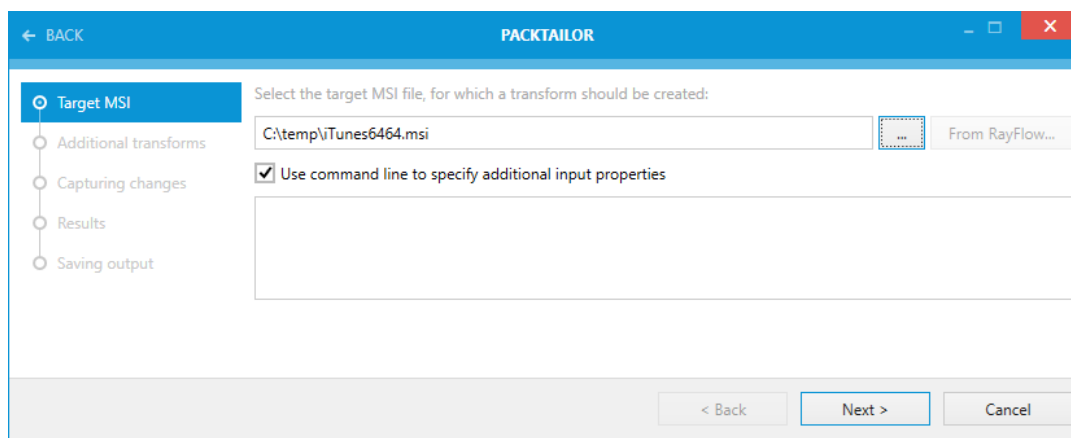 ← BACK
PACKTAILOR
Target MSI
Additional transforms
Capturing changes
Results
Saving output
Select the target MSI file, for which a transform should be created:
C:\temp\iTunes6464.msi
...
From RayFlow...
Use command line to specify additional input properties
< Back
Next >
Cancel